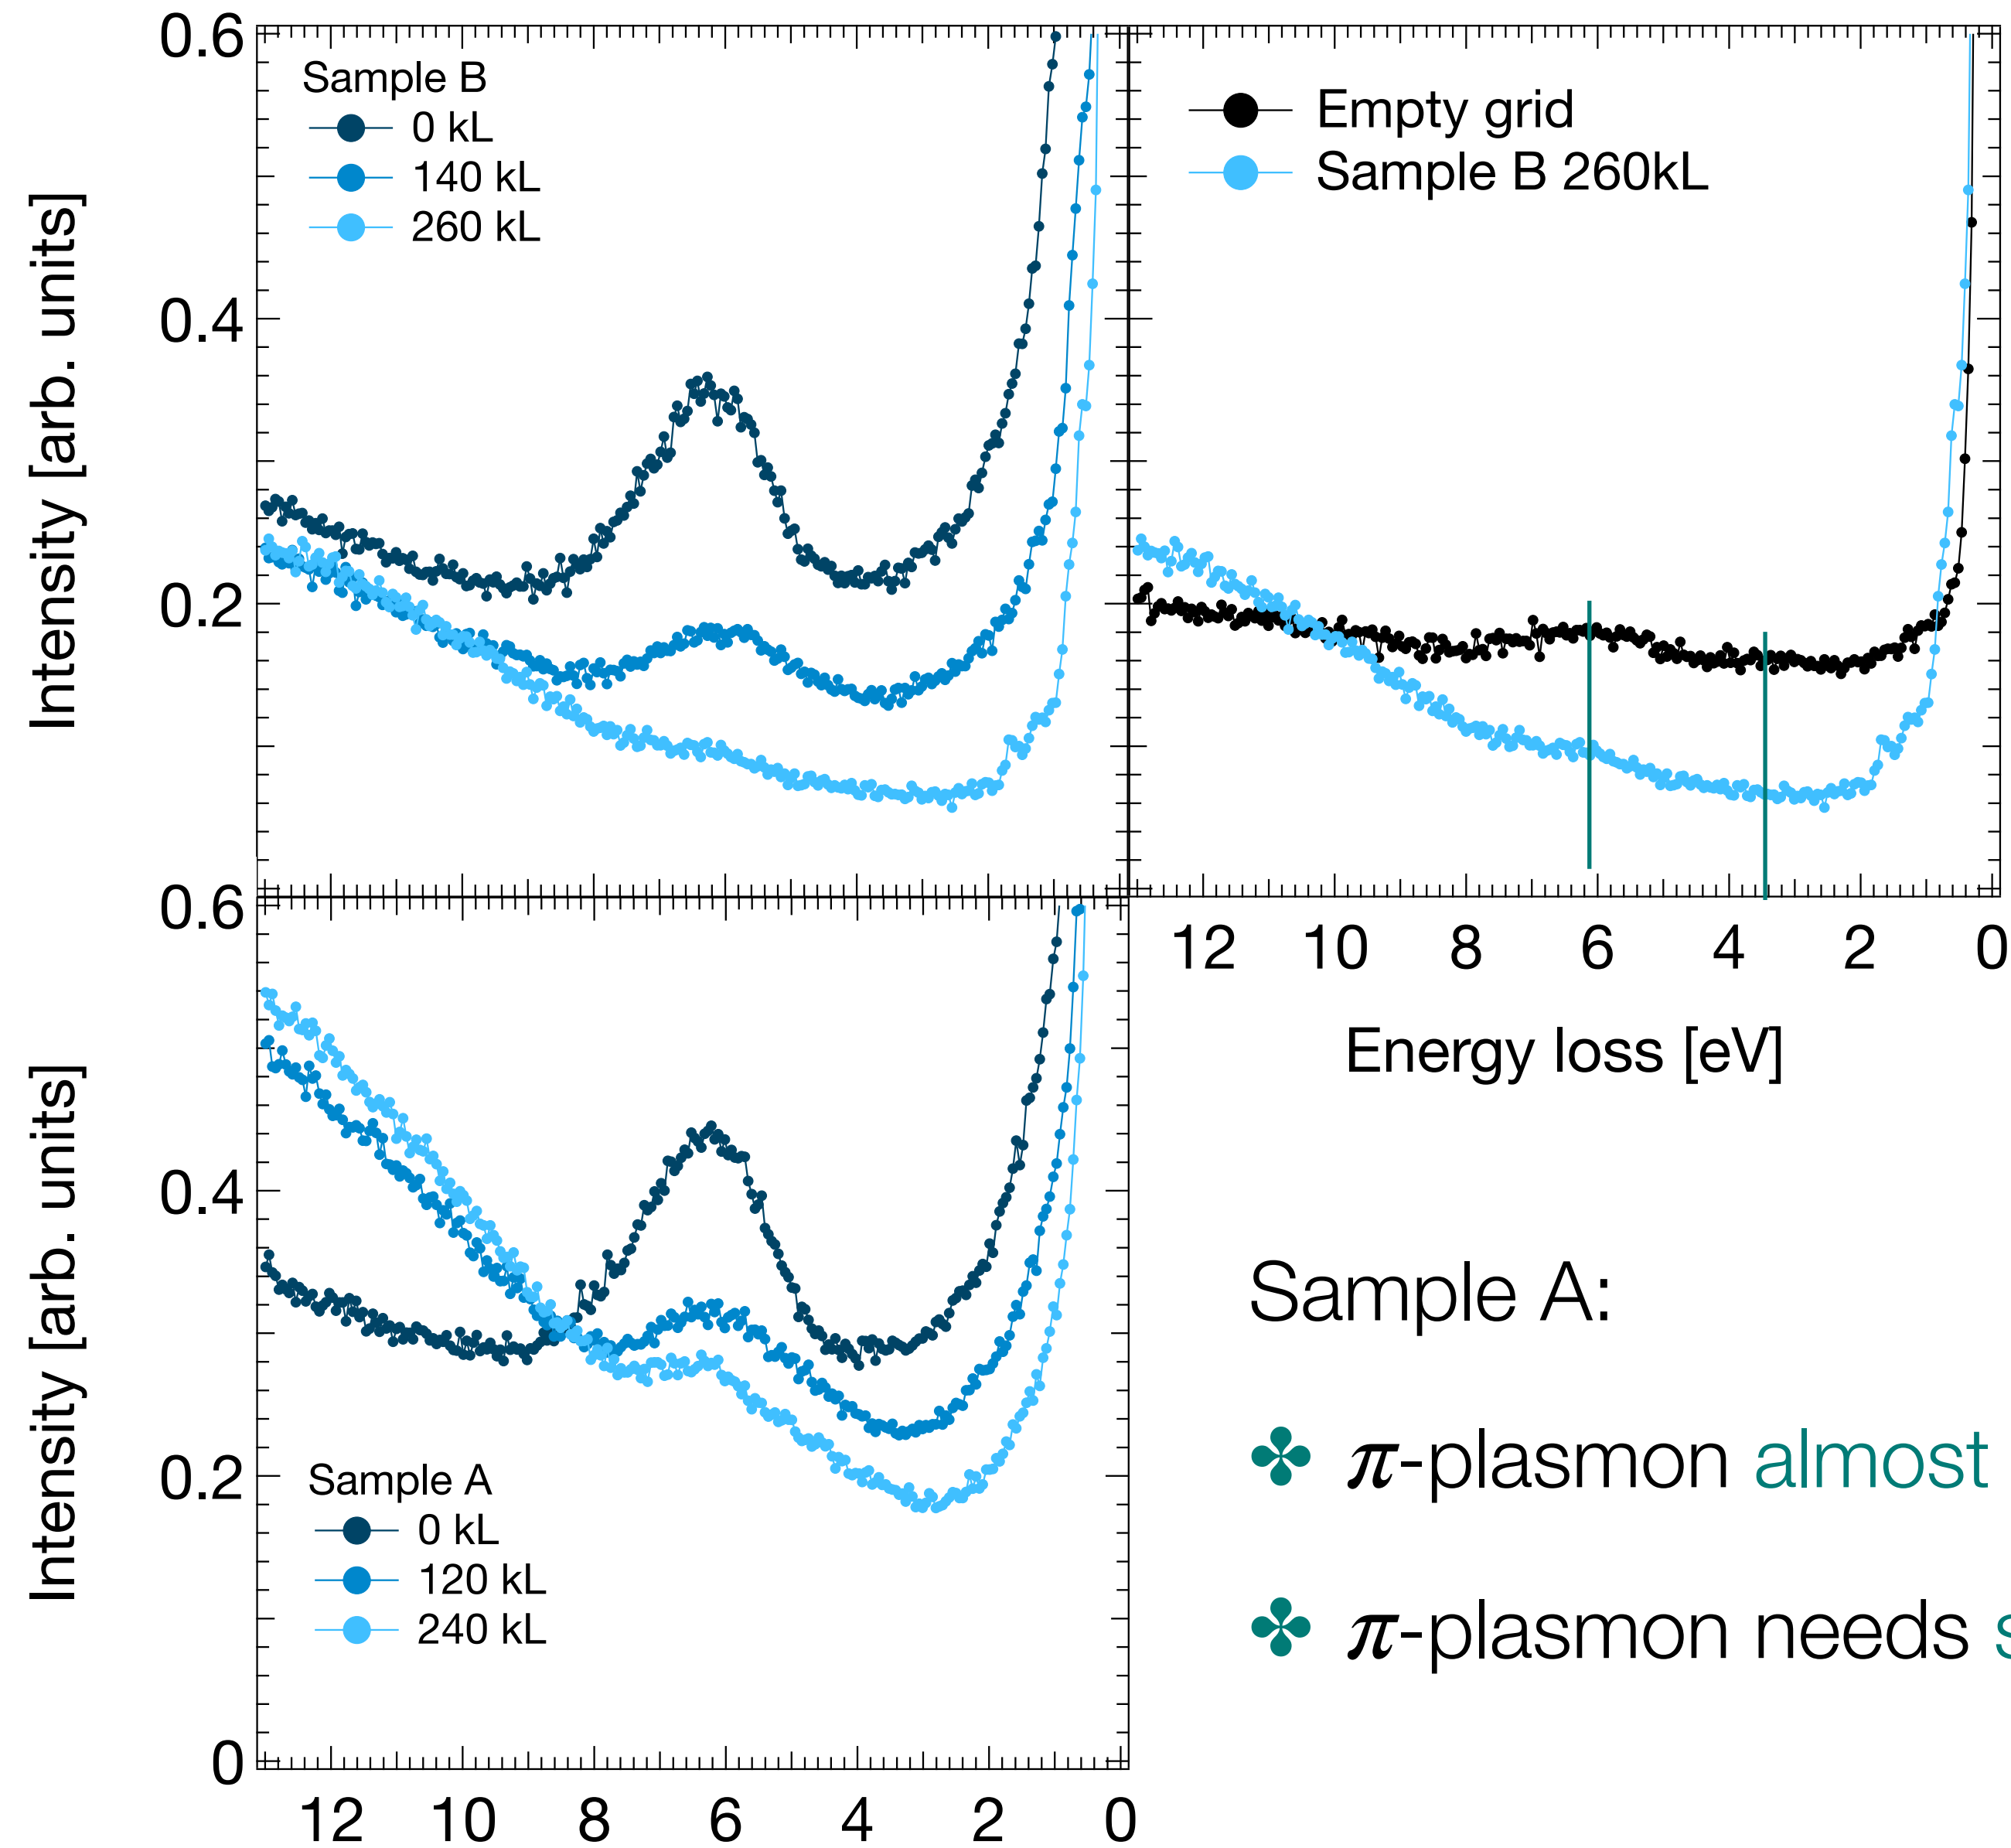 0.6
Sample B
0 kL
140 kL
260 kL
0.4
0.2
Intensity [arb. units]
Empty grid
Sample B 260kL
12 10 8 6 4 2 0
Energy loss [eV]
0.6
0.4
0.2
0
Intensity [arb. units]
Sample A
0 kL
120 kL
240 kL
12 10 8 6 4 2 0
Sample A:
π-plasmon almost
π-plasmon needs